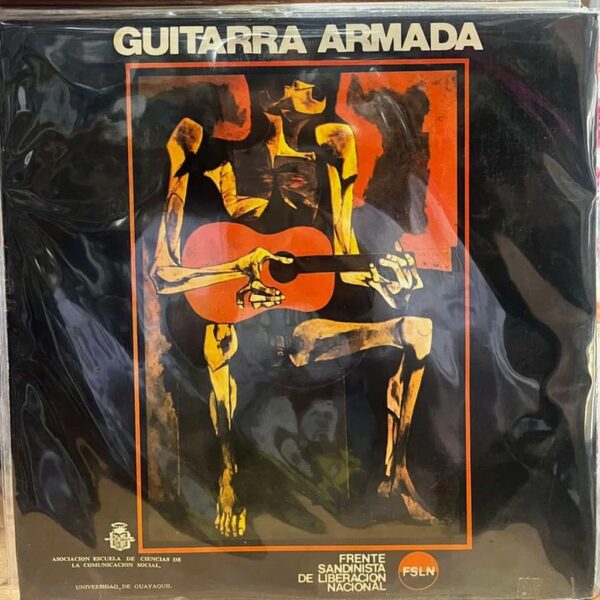 GUITARRA ARMADA
ASOCIACION ESCUELA DE CIENCIAS DE
LA COMUNICACION SOCIAL,
UNIVERSIDAD DE GUAYAQUIL
FRENTE
SANDINISTA
DE LIBERACION
NACIONAL
FSLN